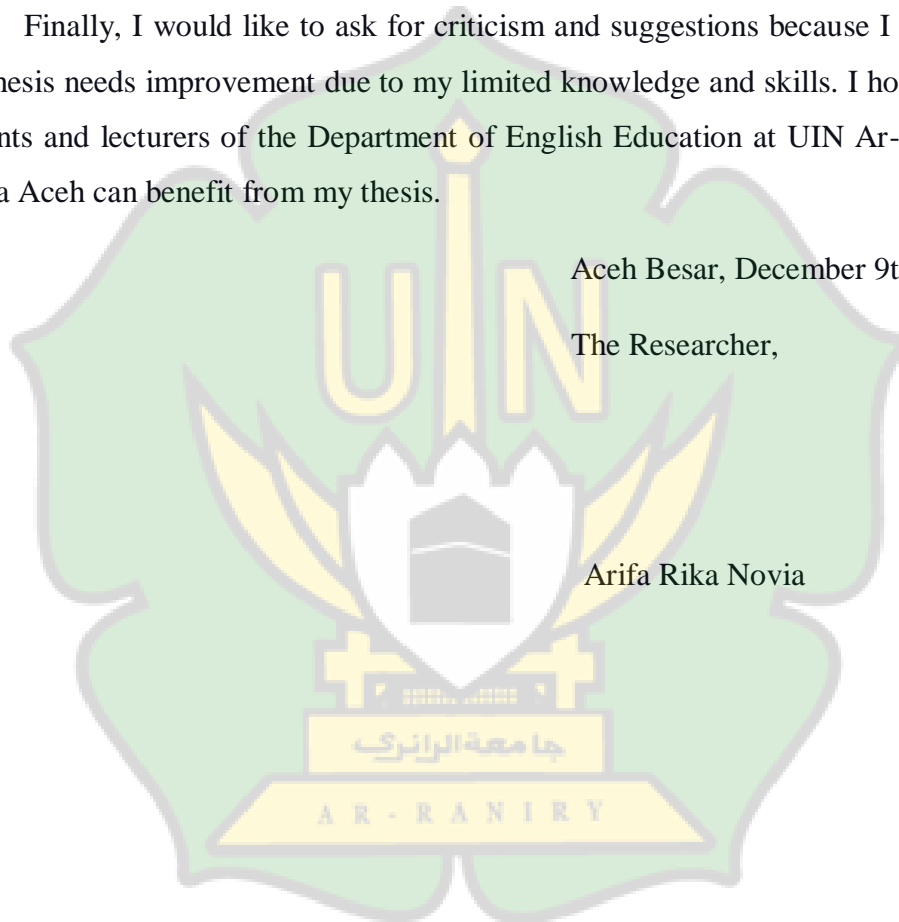 Finally, I would like to ask for criticism and suggestions because I
hesis needs improvement due to my limited knowledge and skills. I ho
nts and lecturers of the Department of English Education at UIN Ar-
a Aceh can benefit from my thesis.
Aceh Besar, December 9t
The Researcher,
Arifa Rika Novia
UIN
جامعة الرانري
AR-RANIRY